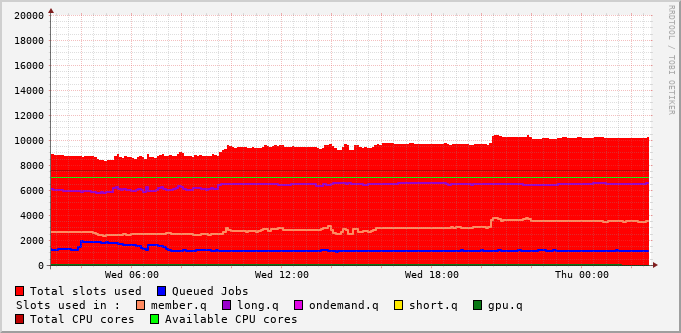 20000
18000
16000
14000
12000
10000
8000
6000
4000
2000
0
Wed 06:00 Wed 12:00 Wed 18:00 Thu 00:00
RRDTOOL / TOBI OETIKER
Total slots used Queued Jobs
Slots used in : member.q long.q ondemand.q short.q gpu.q
Total CPU cores Available CPU cores